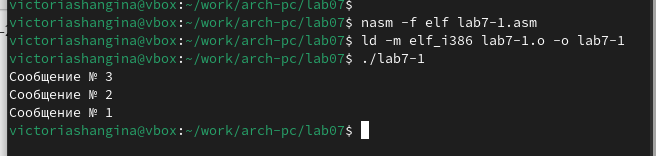 victoriashangina@vbox:~/work/arch-pc/lab07$
victoriashangina@vbox:~/work/arch-pc/lab07$ nasm -f elf lab7-1.asm
victoriashangina@vbox:~/work/arch-pc/lab07$ ld -m elf_i386 lab7-1.o -o lab7-1
victoriashangina@vbox:~/work/arch-pc/lab07$ ./lab7-1
Сообщение № 3
Сообщение № 2
Сообщение № 1
victoriashangina@vbox:~/work/arch-pc/lab07$